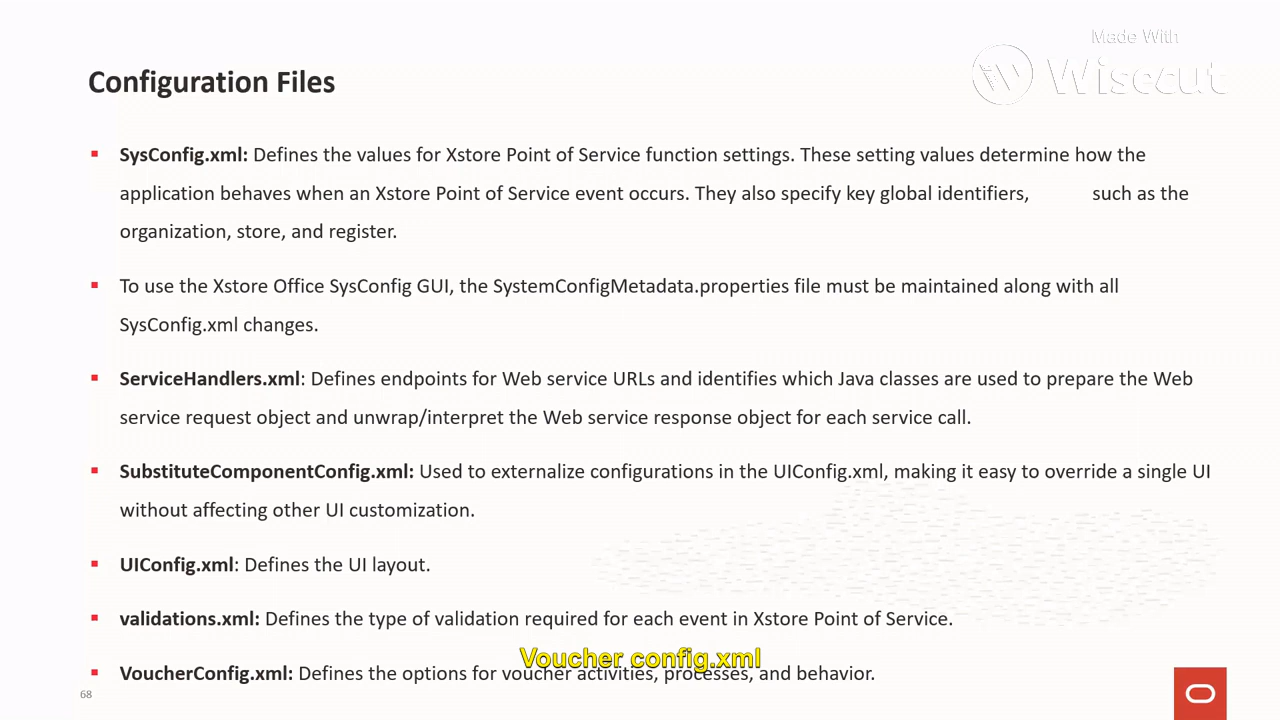 Made With
Wisecut
Configuration Files
▪ SysConfig.xml: Defines the values for Xstore Point of Service function settings. These setting values determine how the
application behaves when an Xstore Point of Service event occurs. They also specify key global identifiers, such as the
organization, store, and register.
▪ To use the Xstore Office SysConfig GUI, the SystemConfigMetadata.properties file must be maintained along with all
SysConfig.xml changes.
▪ ServiceHandlers.xml: Defines endpoints for Web service URLs and identifies which Java classes are used to prepare the Web
service request object and unwrap/interpret the Web service response object for each service call.
▪ SubstituteComponentConfig.xml: Used to externalize configurations in the UIConfig.xml, making it easy to override a single UI
without affecting other UI customization.
▪ UIConfig.xml: Defines the UI layout.
▪ validations.xml: Defines the type of validation required for each event in Xstore Point of Service.
Voucher config.xml
▪ VoucherConfig.xml: Defines the options for voucher activities, processes, and behavior.
68